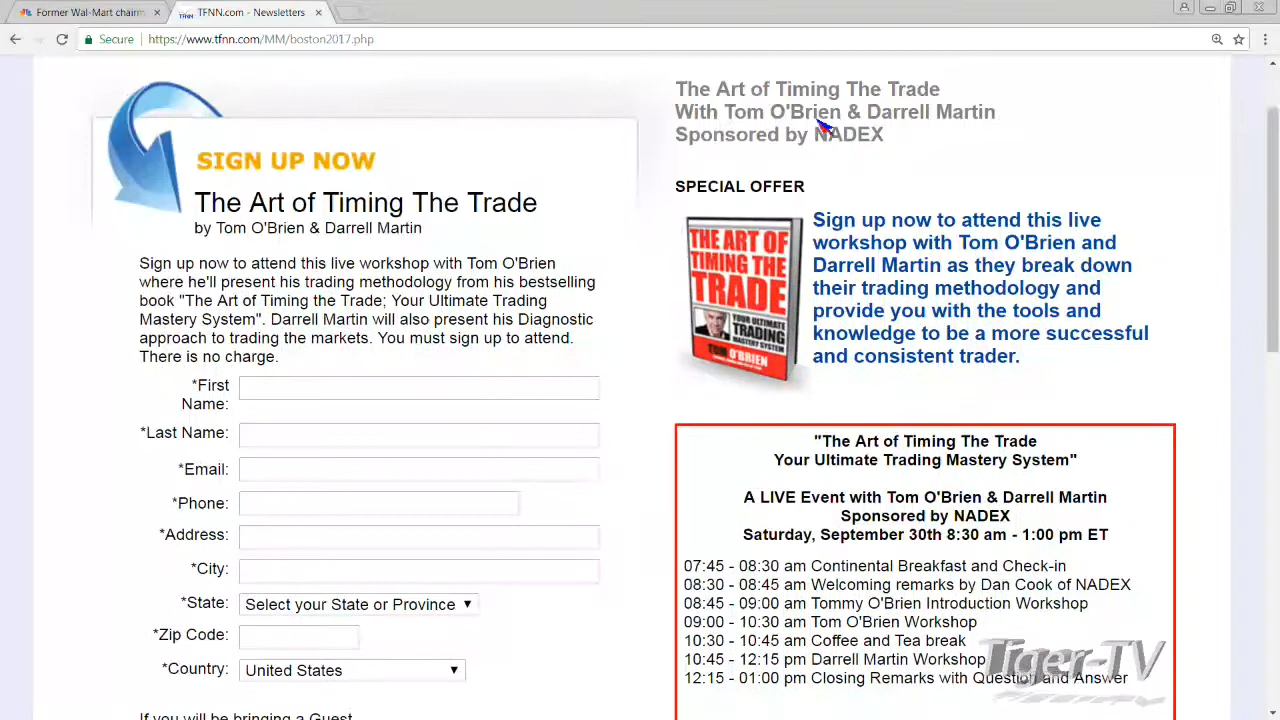 Former Wal-Mart chairm
TFNN.com - Newsletters
Secure
https://www.tfnn.com/MM/boston2017.php
SIGN UP NOW
The Art of Timing The Trade
by Tom O'Brien & Darrell Martin
Sign up now to attend this live workshop with Tom O'Brien
where he'll present his trading methodology from his bestselling
book "The Art of Timing the Trade; Your Ultimate Trading
Mastery System". Darrell Martin will also present his Diagnostic
approach to trading the markets. You must sign up to attend.
There is no charge.
*First
Name:
*Last Name:
*Email:
*Phone:
*Address:
*City:
*State:
Select your State or Province
*Zip Code:
*Country:
United States
If you will be bringing a Guest
The Art of Timing The Trade
With Tom O'Brien & Darrell Martin
Sponsored by NADEX
SPECIAL OFFER
THE ART OF
TIMING THE
TRADE
YOUR ULTIMATE
TRADING
MASTERY SYSTEM
TOM O'BRIEN
Sign up now to attend this live
workshop with Tom O'Brien and
Darrell Martin as they break down
their trading methodology and
provide you with the tools and
knowledge to be a more successful
and consistent trader.
"The Art of Timing The Trade
Your Ultimate Trading Mastery System"
A LIVE Event with Tom O'Brien & Darrell Martin
Sponsored by NADEX
Saturday, September 30th 8:30 am - 1:00 pm ET
07:45 - 08:30 am Continental Breakfast and Check-in
08:30 - 08:45 am Welcoming remarks by Dan Cook of NADEX
08:45 - 09:00 am Tommy O'Brien Introduction Workshop
09:00 - 10:30 am Tom O'Brien Workshop
10:30 - 10:45 am Coffee and Tea break
10:45 - 12:15 pm Darrell Martin Workshop
12:15 - 01:00 pm Closing Remarks with Question and Answer
Tiger-TV